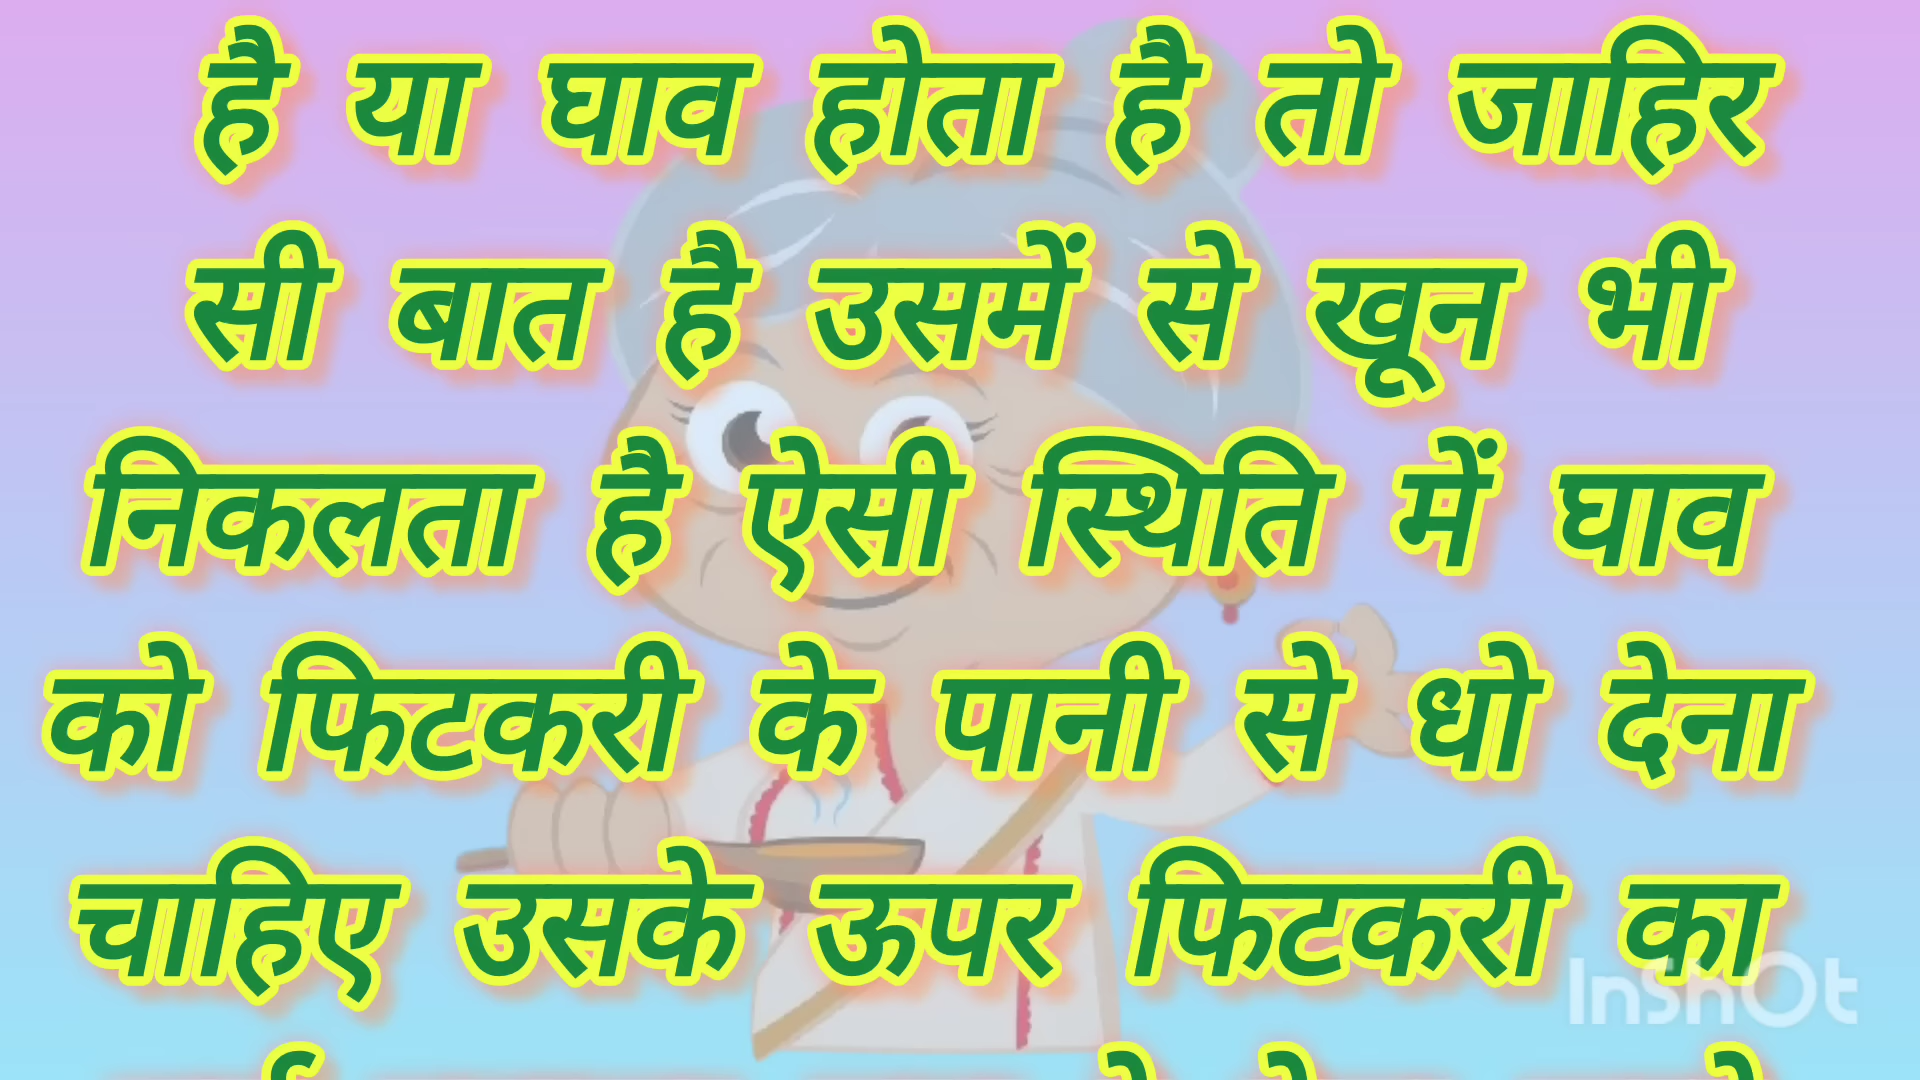 है या घाव होता है तो जाहिर
सी बात है उसमें से खून भी
निकलता है ऐसी स्थिति में घाव
को फिटकरी के पानी से धो देना
चाहिए उसके ऊपर फिटकरी का
InShOt